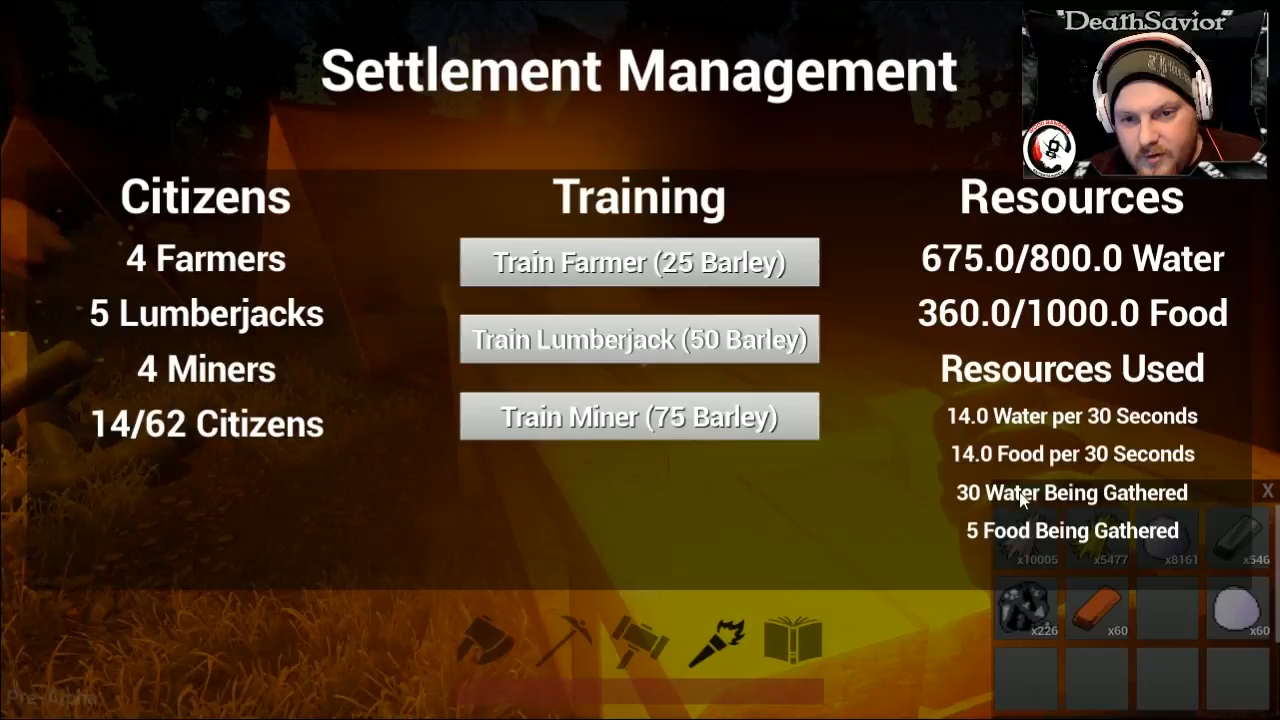 DeathSavior
Settlement Management
Citizens
4 Farmers
5 Lumberjacks
4 Miners
14/62 Citizens
Training
Train Farmer (25 Barley)
Train Lumberjack (50 Barley)
Train Miner (75 Barley)
Resources
675.0/800.0 Water
360.0/1000.0 Food
Resources Used
14.0 Water per 30 Seconds
14.0 Food per 30 Seconds
30 Water Being Gathered
5 Food Being Gathered
X
x10005
x5477
x8161
x546
x226
x60
x60
Pre-Alpha